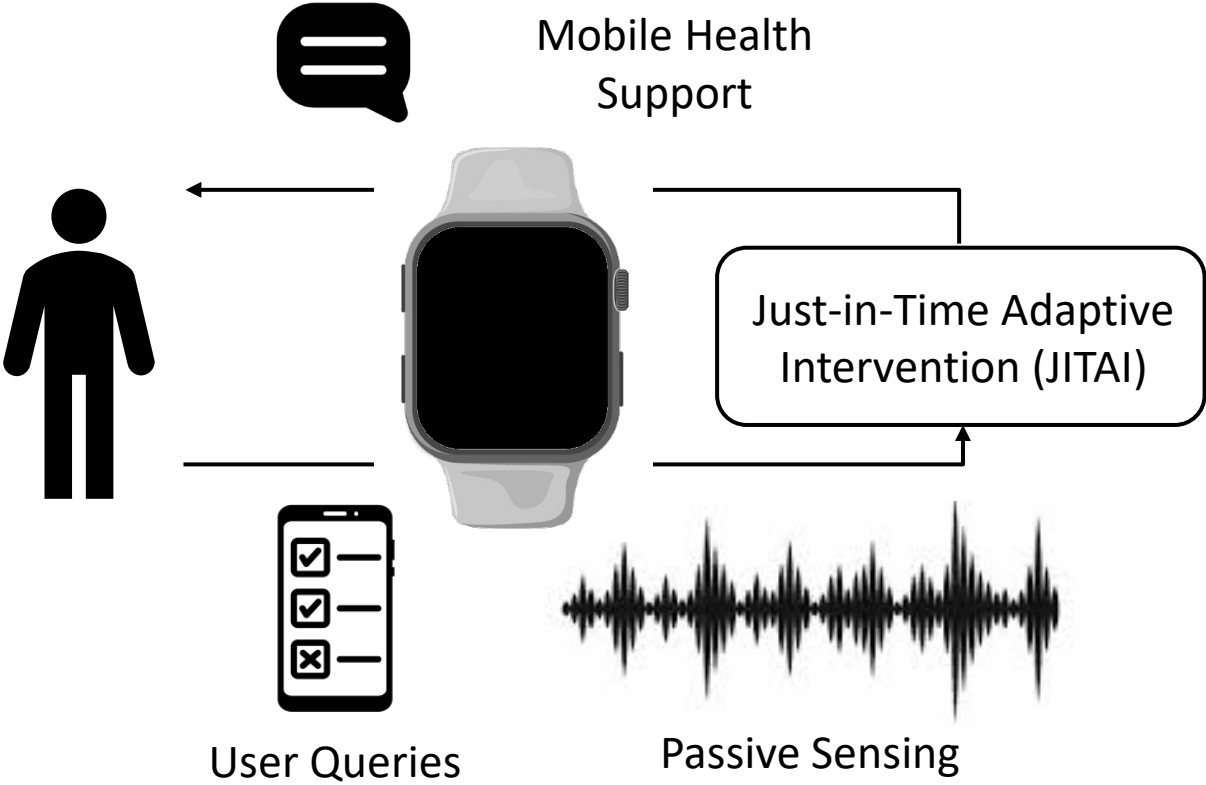 Mobile Health
Support
Just-in-Time Adaptive
Intervention (JITAI)
User Queries
Passive Sensing